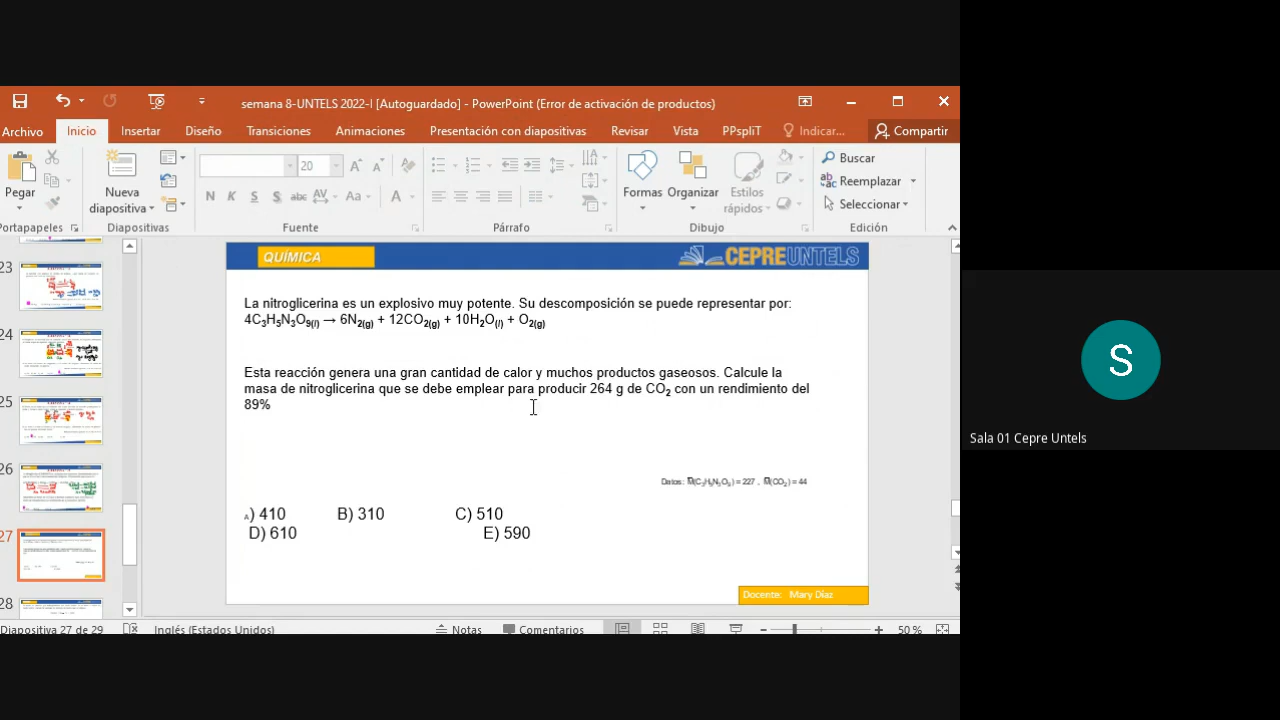 semana 8-UNTELS 2022-I [Autoguardado] - PowerPoint (Error de activación de productos)
Archivo Inicio Insertar Diseño Transiciones Animaciones Presentación con diapositivas Revisar Vista PPspliT Indicar... Compartir
20
Buscar
Reemplazar
Seleccionar
Pegar
Nueva
diapositiva
Formas Organizar Estilos
rápidos
Portapapeles Diapositivas Fuente Párrafo Dibujo Edición
N K S S abc AV Aa A
QUÍMICA
CEPREUNTELS
La nitroglicerina es un explosivo muy potente. Su descomposición se puede representar por:
4C₃H₅N₃O₉(l) → 6N₂(g) + 12CO₂(g) + 10H₂O(l) + O₂(g)
Esta reacción genera una gran cantidad de calor y muchos productos gaseosos. Calcule la
masa de nitroglicerina que se debe emplear para producir 264 g de CO₂ con un rendimiento del
89%
Datos: M̅(C₃H₅N₃O₉) = 227 , M̅(CO₂) = 44
A) 410 B) 310 C) 510
D) 610 E) 590
Docente: Mary Díaz
23
24
25
26
27
28
Diapositiva 27 de 29 Inglés (Estados Unidos) Notas Comentarios 50 %
S
Sala 01 Cepre Untels